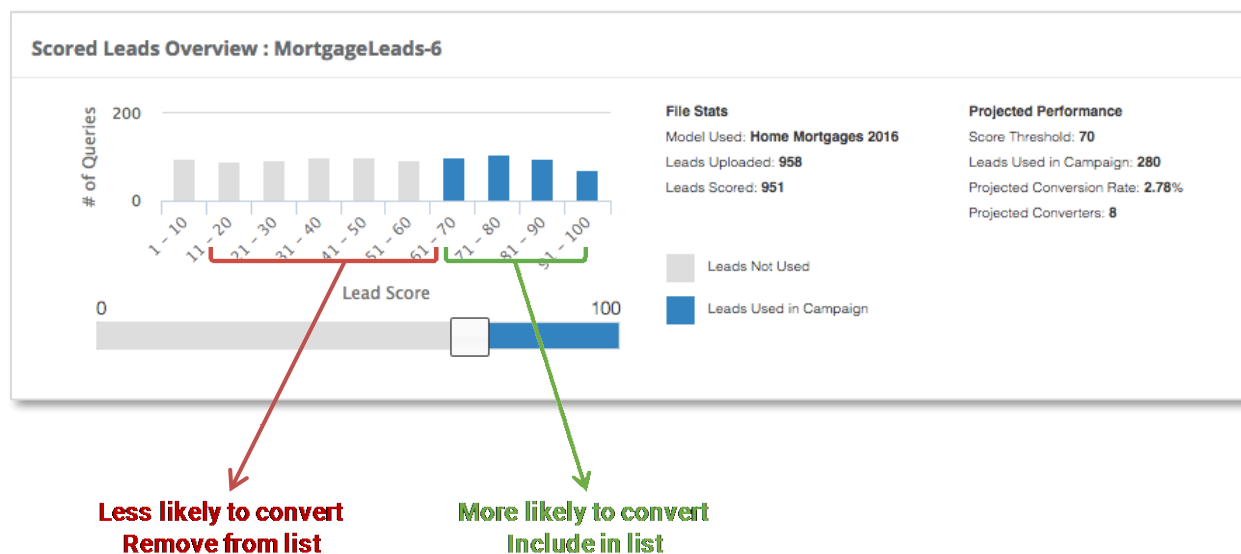 Scored Leads Overview : MortgageLeads-6
# of Queries
200
0
1 - 10
11 - 20
21 - 30
31 - 40
41 - 50
51 - 60
61 - 70
71 - 80
81 - 90
91 - 100
Lead Score
0
100
File Stats
Model Used: Home Mortgages 2016
Leads Uploaded: 958
Leads Scored: 951
Projected Performance
Score Threshold: 70
Leads Used in Campaign: 280
Projected Conversion Rate: 2.78%
Projected Converters: 8
Leads Not Used
Leads Used in Campaign
Less likely to convert
Remove from list
More likely to convert
Include in list